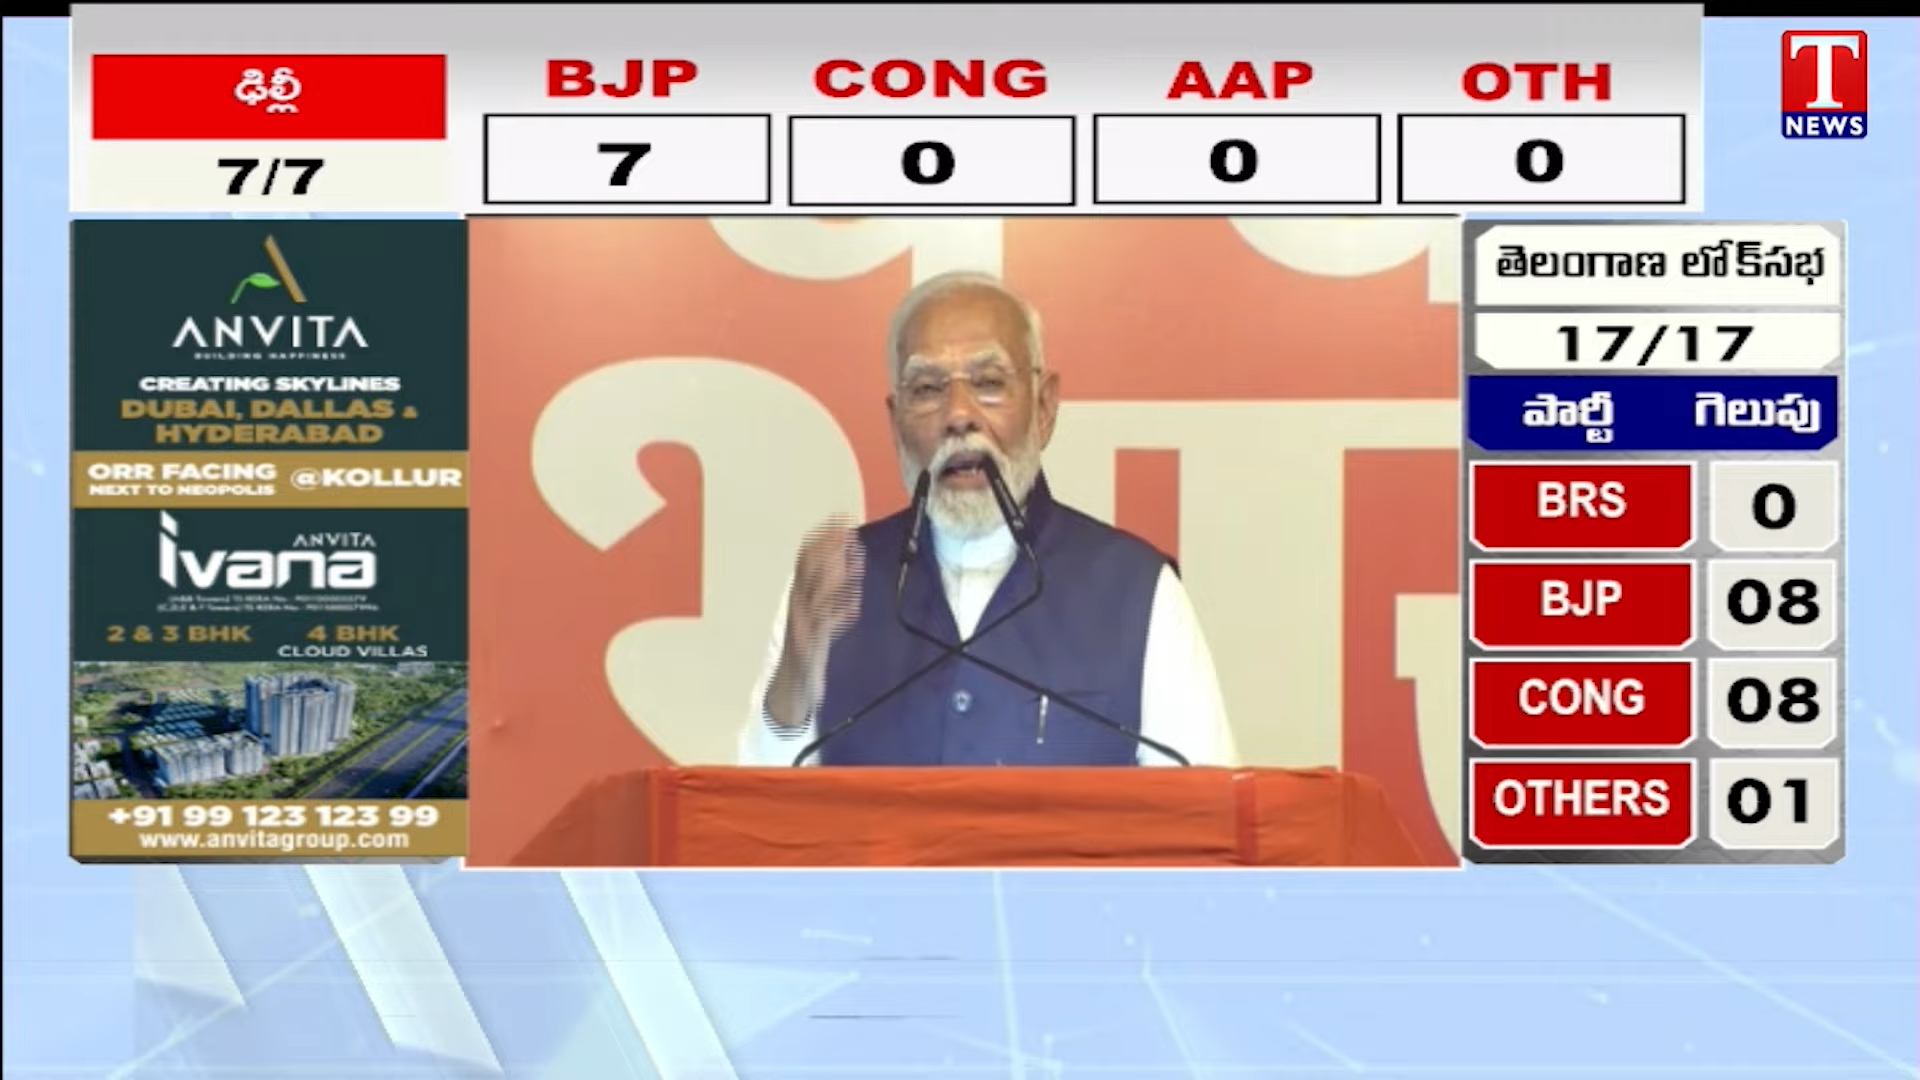 ఢిల్లీ
7/7
BJP CONG AAP OTH
7 0 0 0
T
NEWS
ANVITA
BUILDING HAPPINESS
CREATING SKYLINES
DUBAI, DALLAS &
HYDERABAD
ORR FACING
NEXT TO NEOPOLIS
@KOLLUR
ANVITA
ivana
2 & 3 BHK
4 BHK
CLOUD VILLAS
+91 99 123 123 99
www.anvitagroup.com
తెలంగాణ లోక్‌సభ
17/17
పార్టీ గెలుపు
BRS 0
BJP 08
CONG 08
OTHERS 01